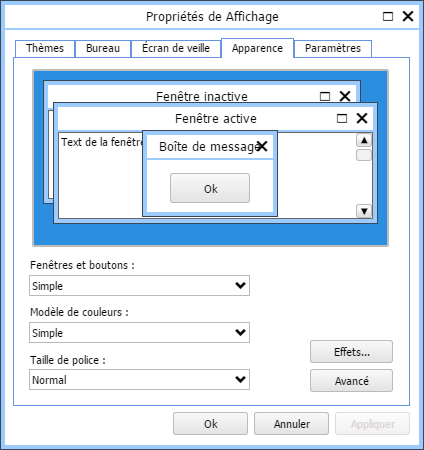 Propriétés de Affichage
Thèmes Bureau Écran de veille Apparence Paramètres
Fenêtre inactive
Fenêtre active
Text de la fenêtre
Boîte de message
Ok
Fenêtres et boutons :
Simple
Modèle de couleurs :
Simple
Effets...
Taille de police :
Normal
Avancé
Ok Annuler Appliquer